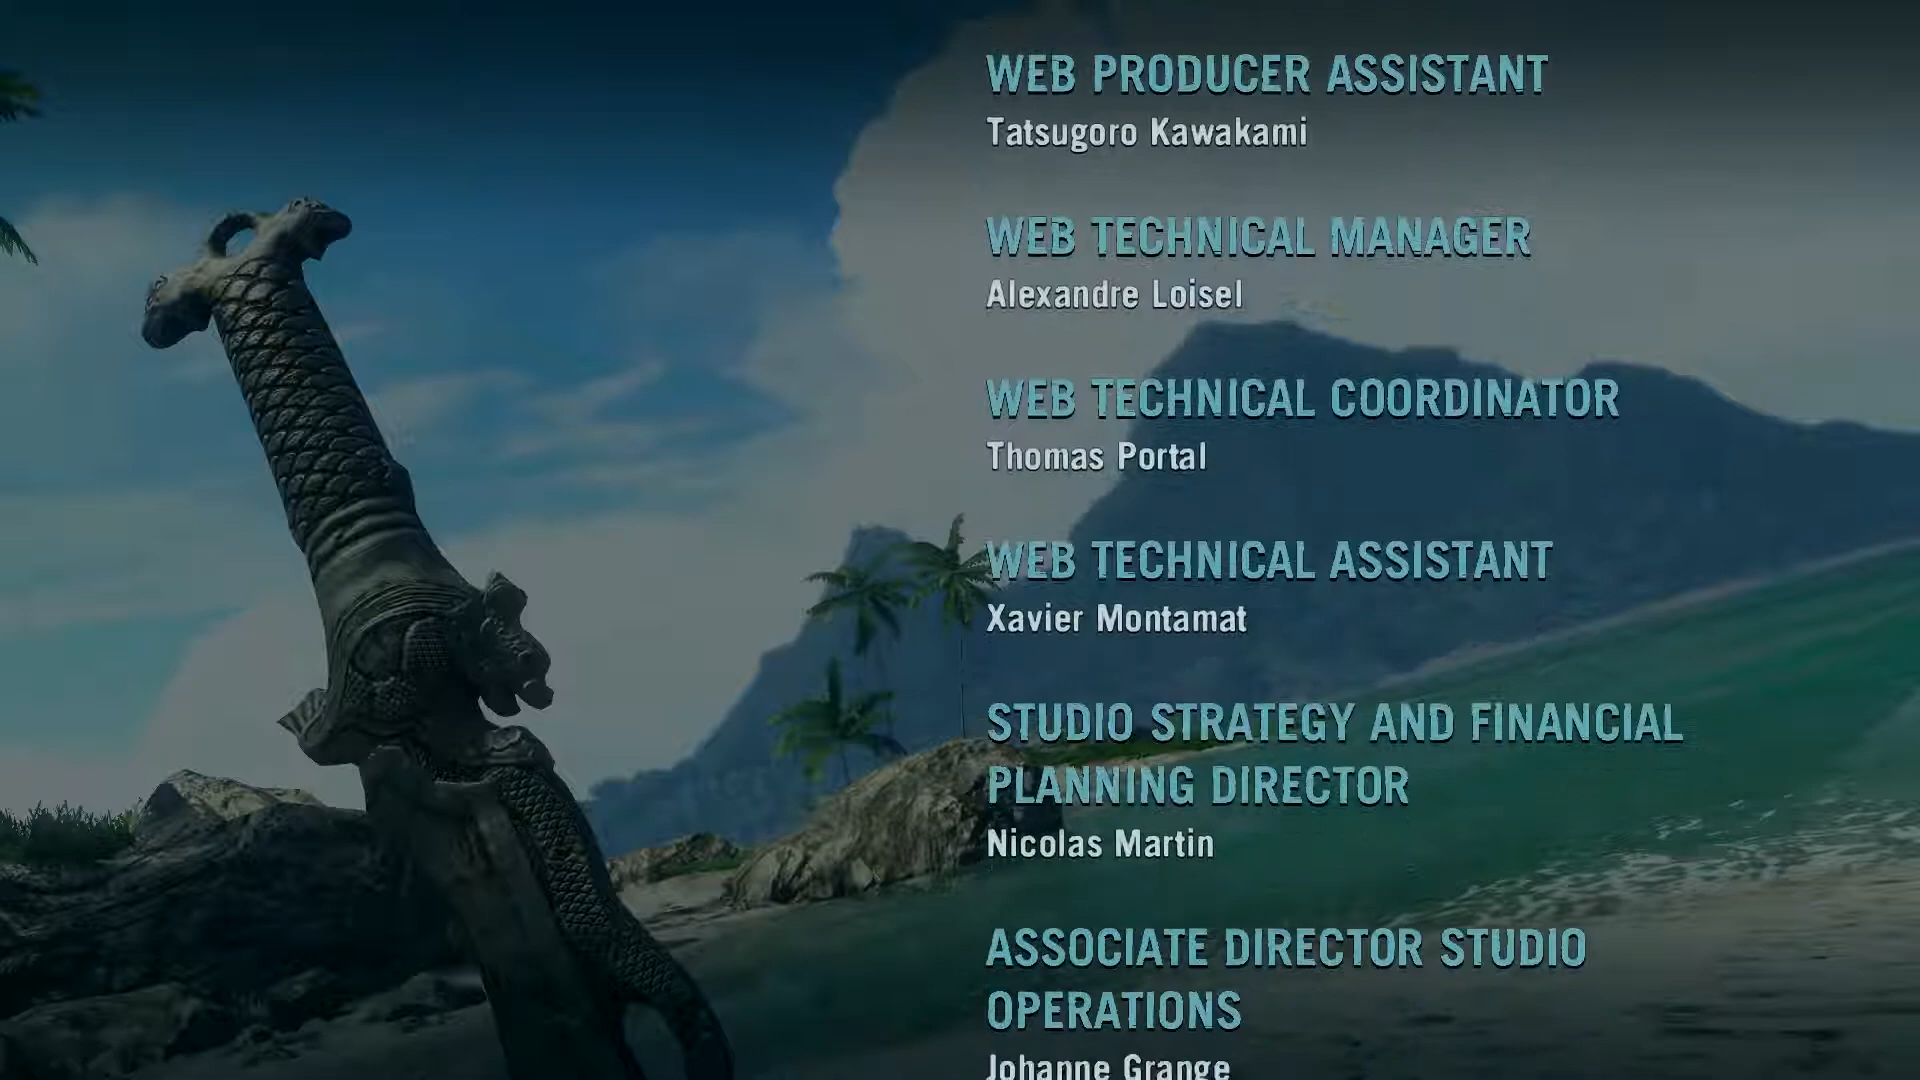 WEB PRODUCER ASSISTANT
Tatsugoro Kawakami
WEB TECHNICAL MANAGER
Alexandre Loisel
WEB TECHNICAL COORDINATOR
Thomas Portal
WEB TECHNICAL ASSISTANT
Xavier Montamat
STUDIO STRATEGY AND FINANCIAL
PLANNING DIRECTOR
Nicolas Martin
ASSOCIATE DIRECTOR STUDIO
OPERATIONS
Johanne Grange